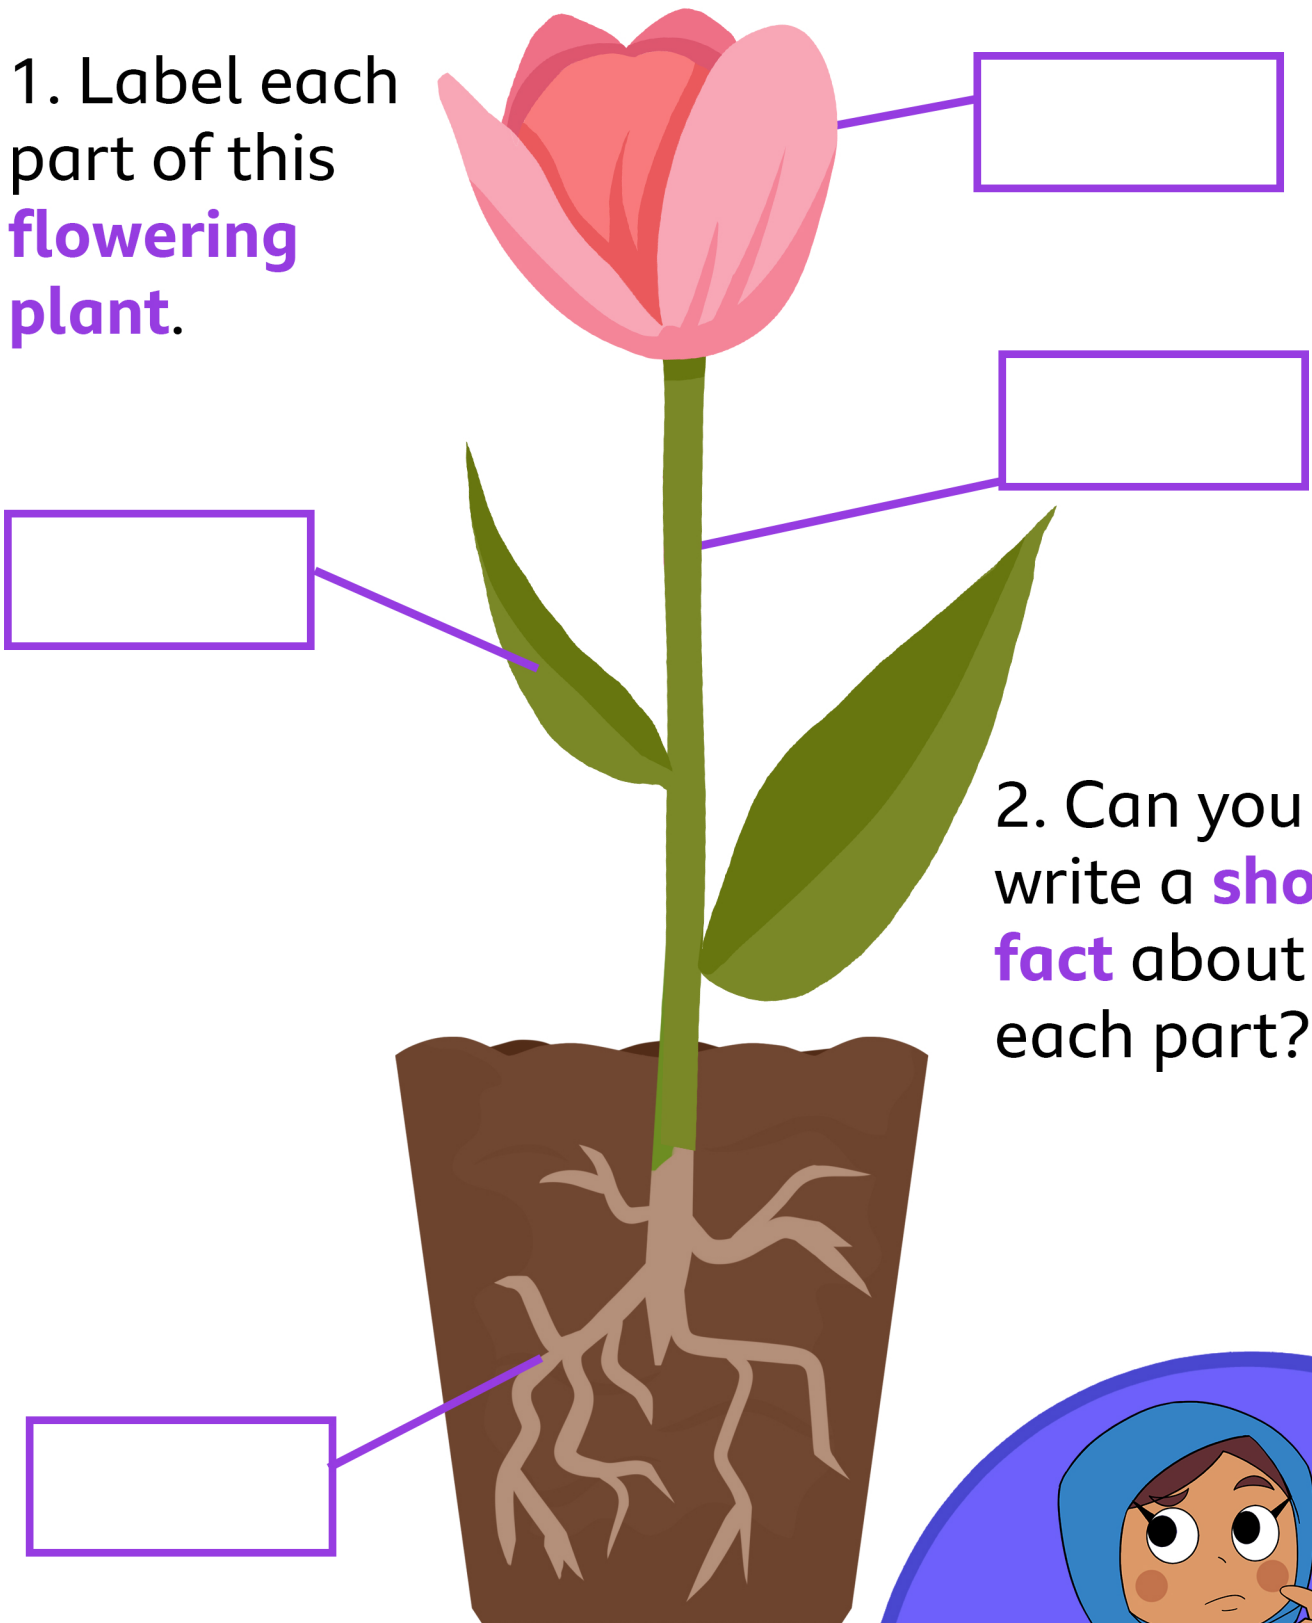 1. Label each
part of this
flowering
plant.
2. Can you
write a
fact about
each part?